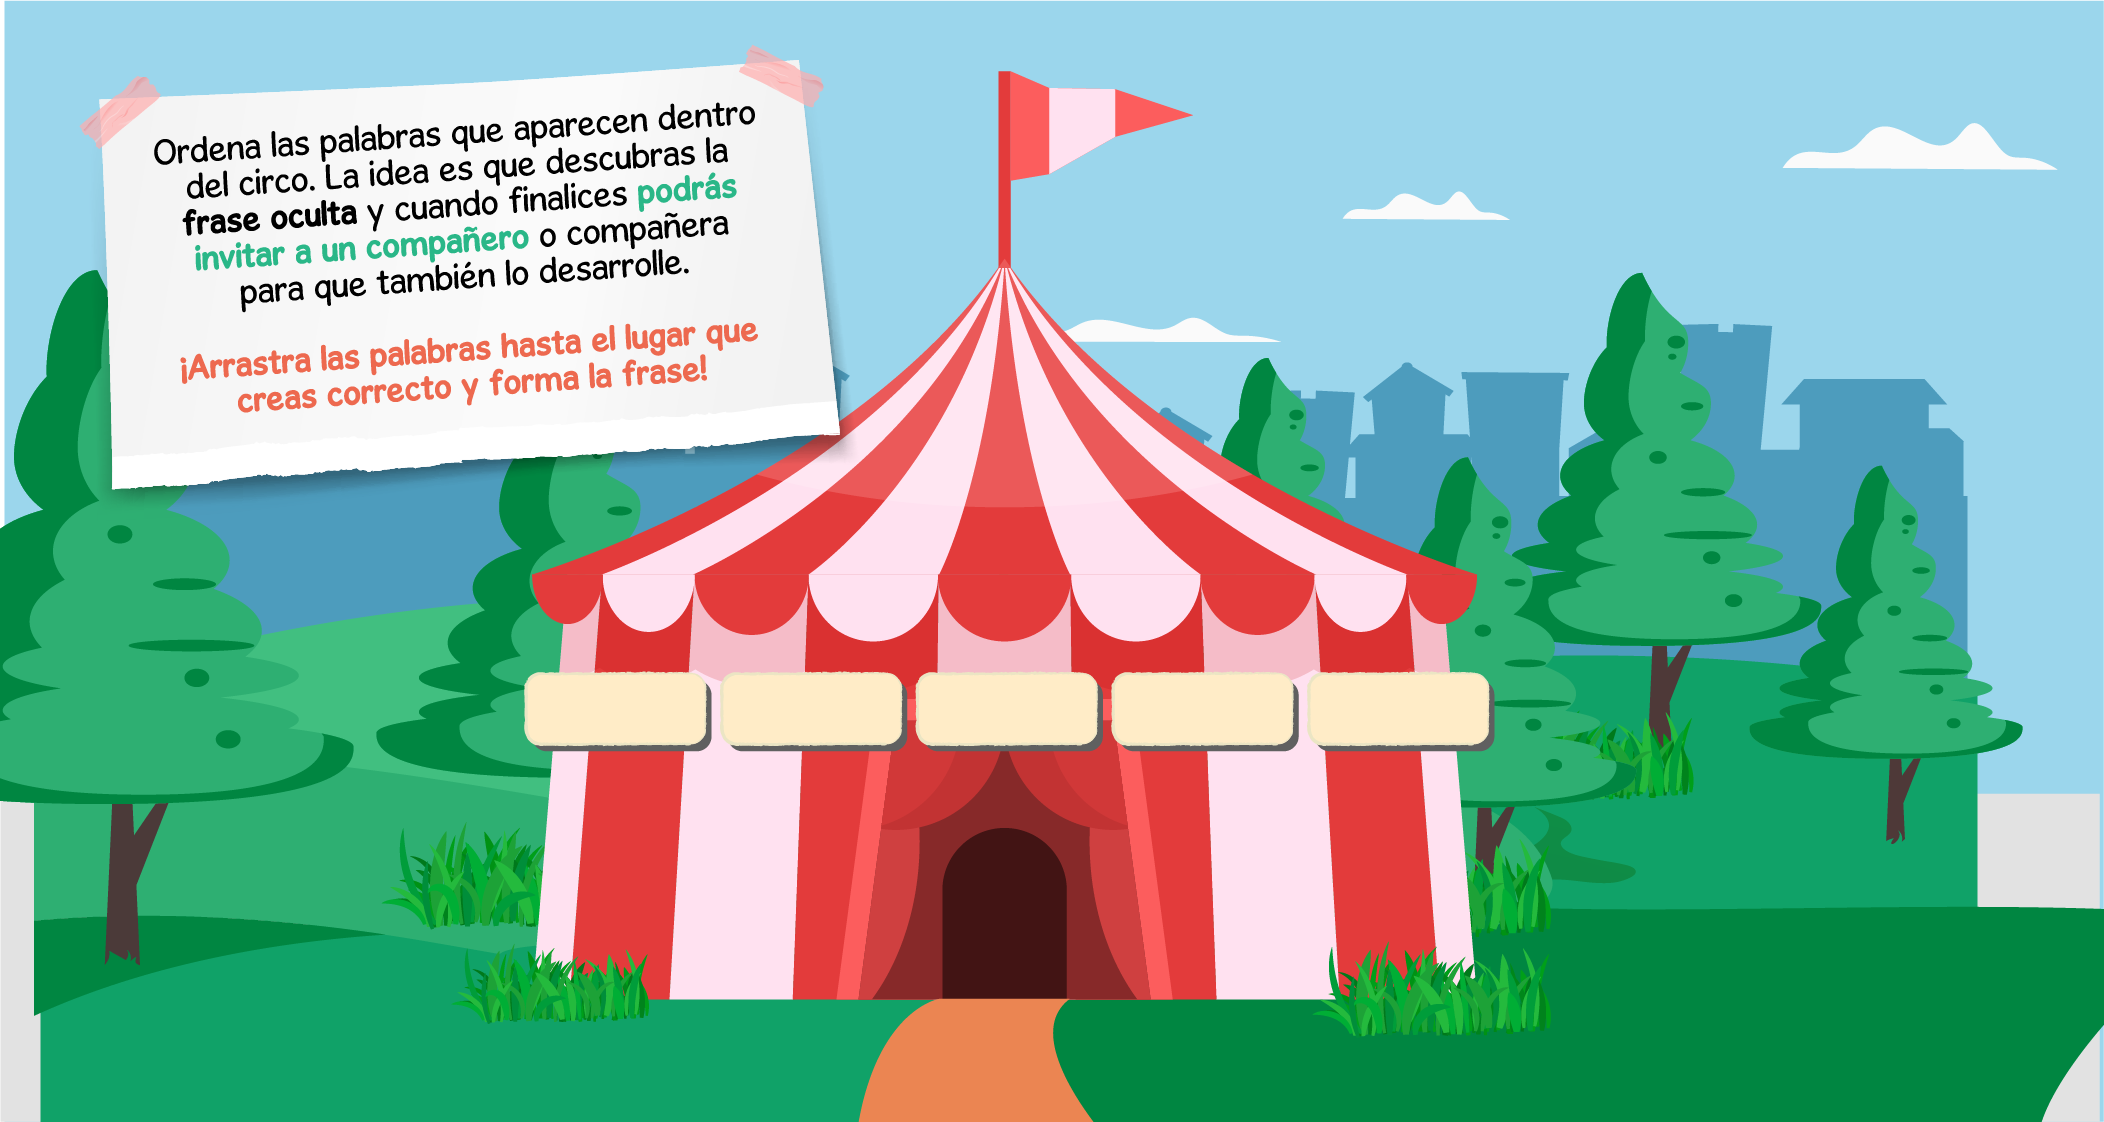 Ordena las palabras que aparecen dentro
del circo. La idea es que descubras la
frase oculta y cuando finalices podrás
invitar a un compañero o compañera
para que también lo desarrolle.
¡Arrastra las palabras hasta el lugar que
creas correcto y forma la frase!